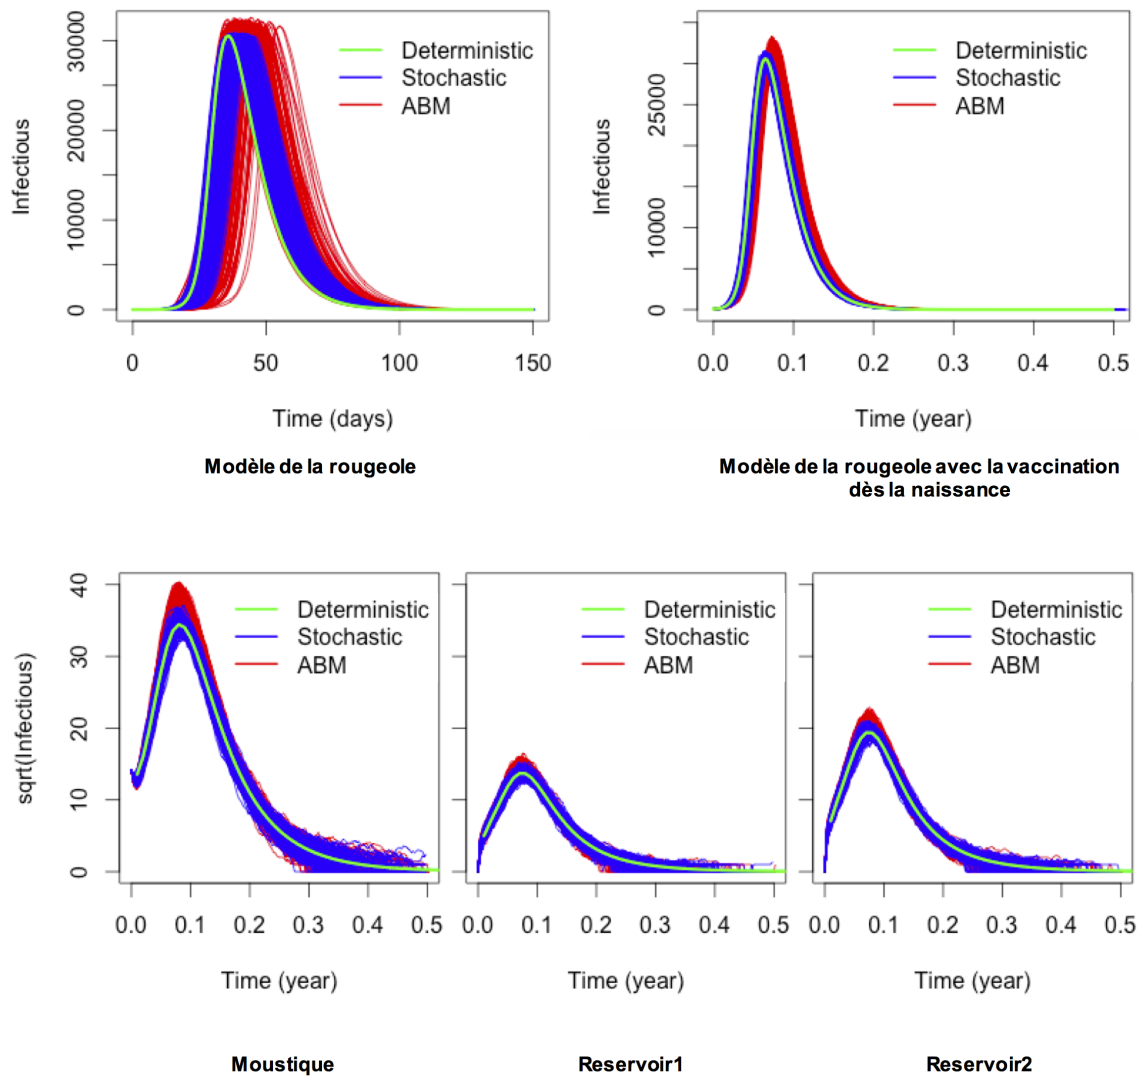 Infectious
30000
20000
10000
0
Deterministic
Stochastic
ABM
0 50 100 150
Time (days)
Modèle de la rougeole
Infectious
25000
10000
0
Deterministic
Stochastic
ABM
0.0 0.1 0.2 0.3 0.4 0.5
Time (year)
Modèle de la rougeole avec la vaccination
dès la naissance
sqrt(Infectious)
40
30
20
10
0
Deterministic
Stochastic
ABM
0.0 0.1 0.2 0.3 0.4 0.5
Time (year)
Moustique
Deterministic
Stochastic
ABM
0.0 0.1 0.2 0.3 0.4 0.5
Time (year)
Reservoir1
Deterministic
Stochastic
ABM
0.0 0.1 0.2 0.3 0.4 0.5
Time (year)
Reservoir2